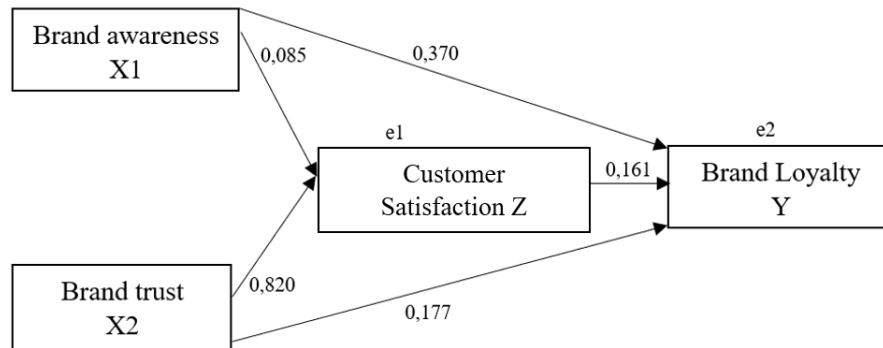 Brand awareness
X1
0,085
0,370
e1
e2
Customer
Satisfaction Z
0,161
Brand Loyalty
Y
Brand trust
X2
0,820
0,177